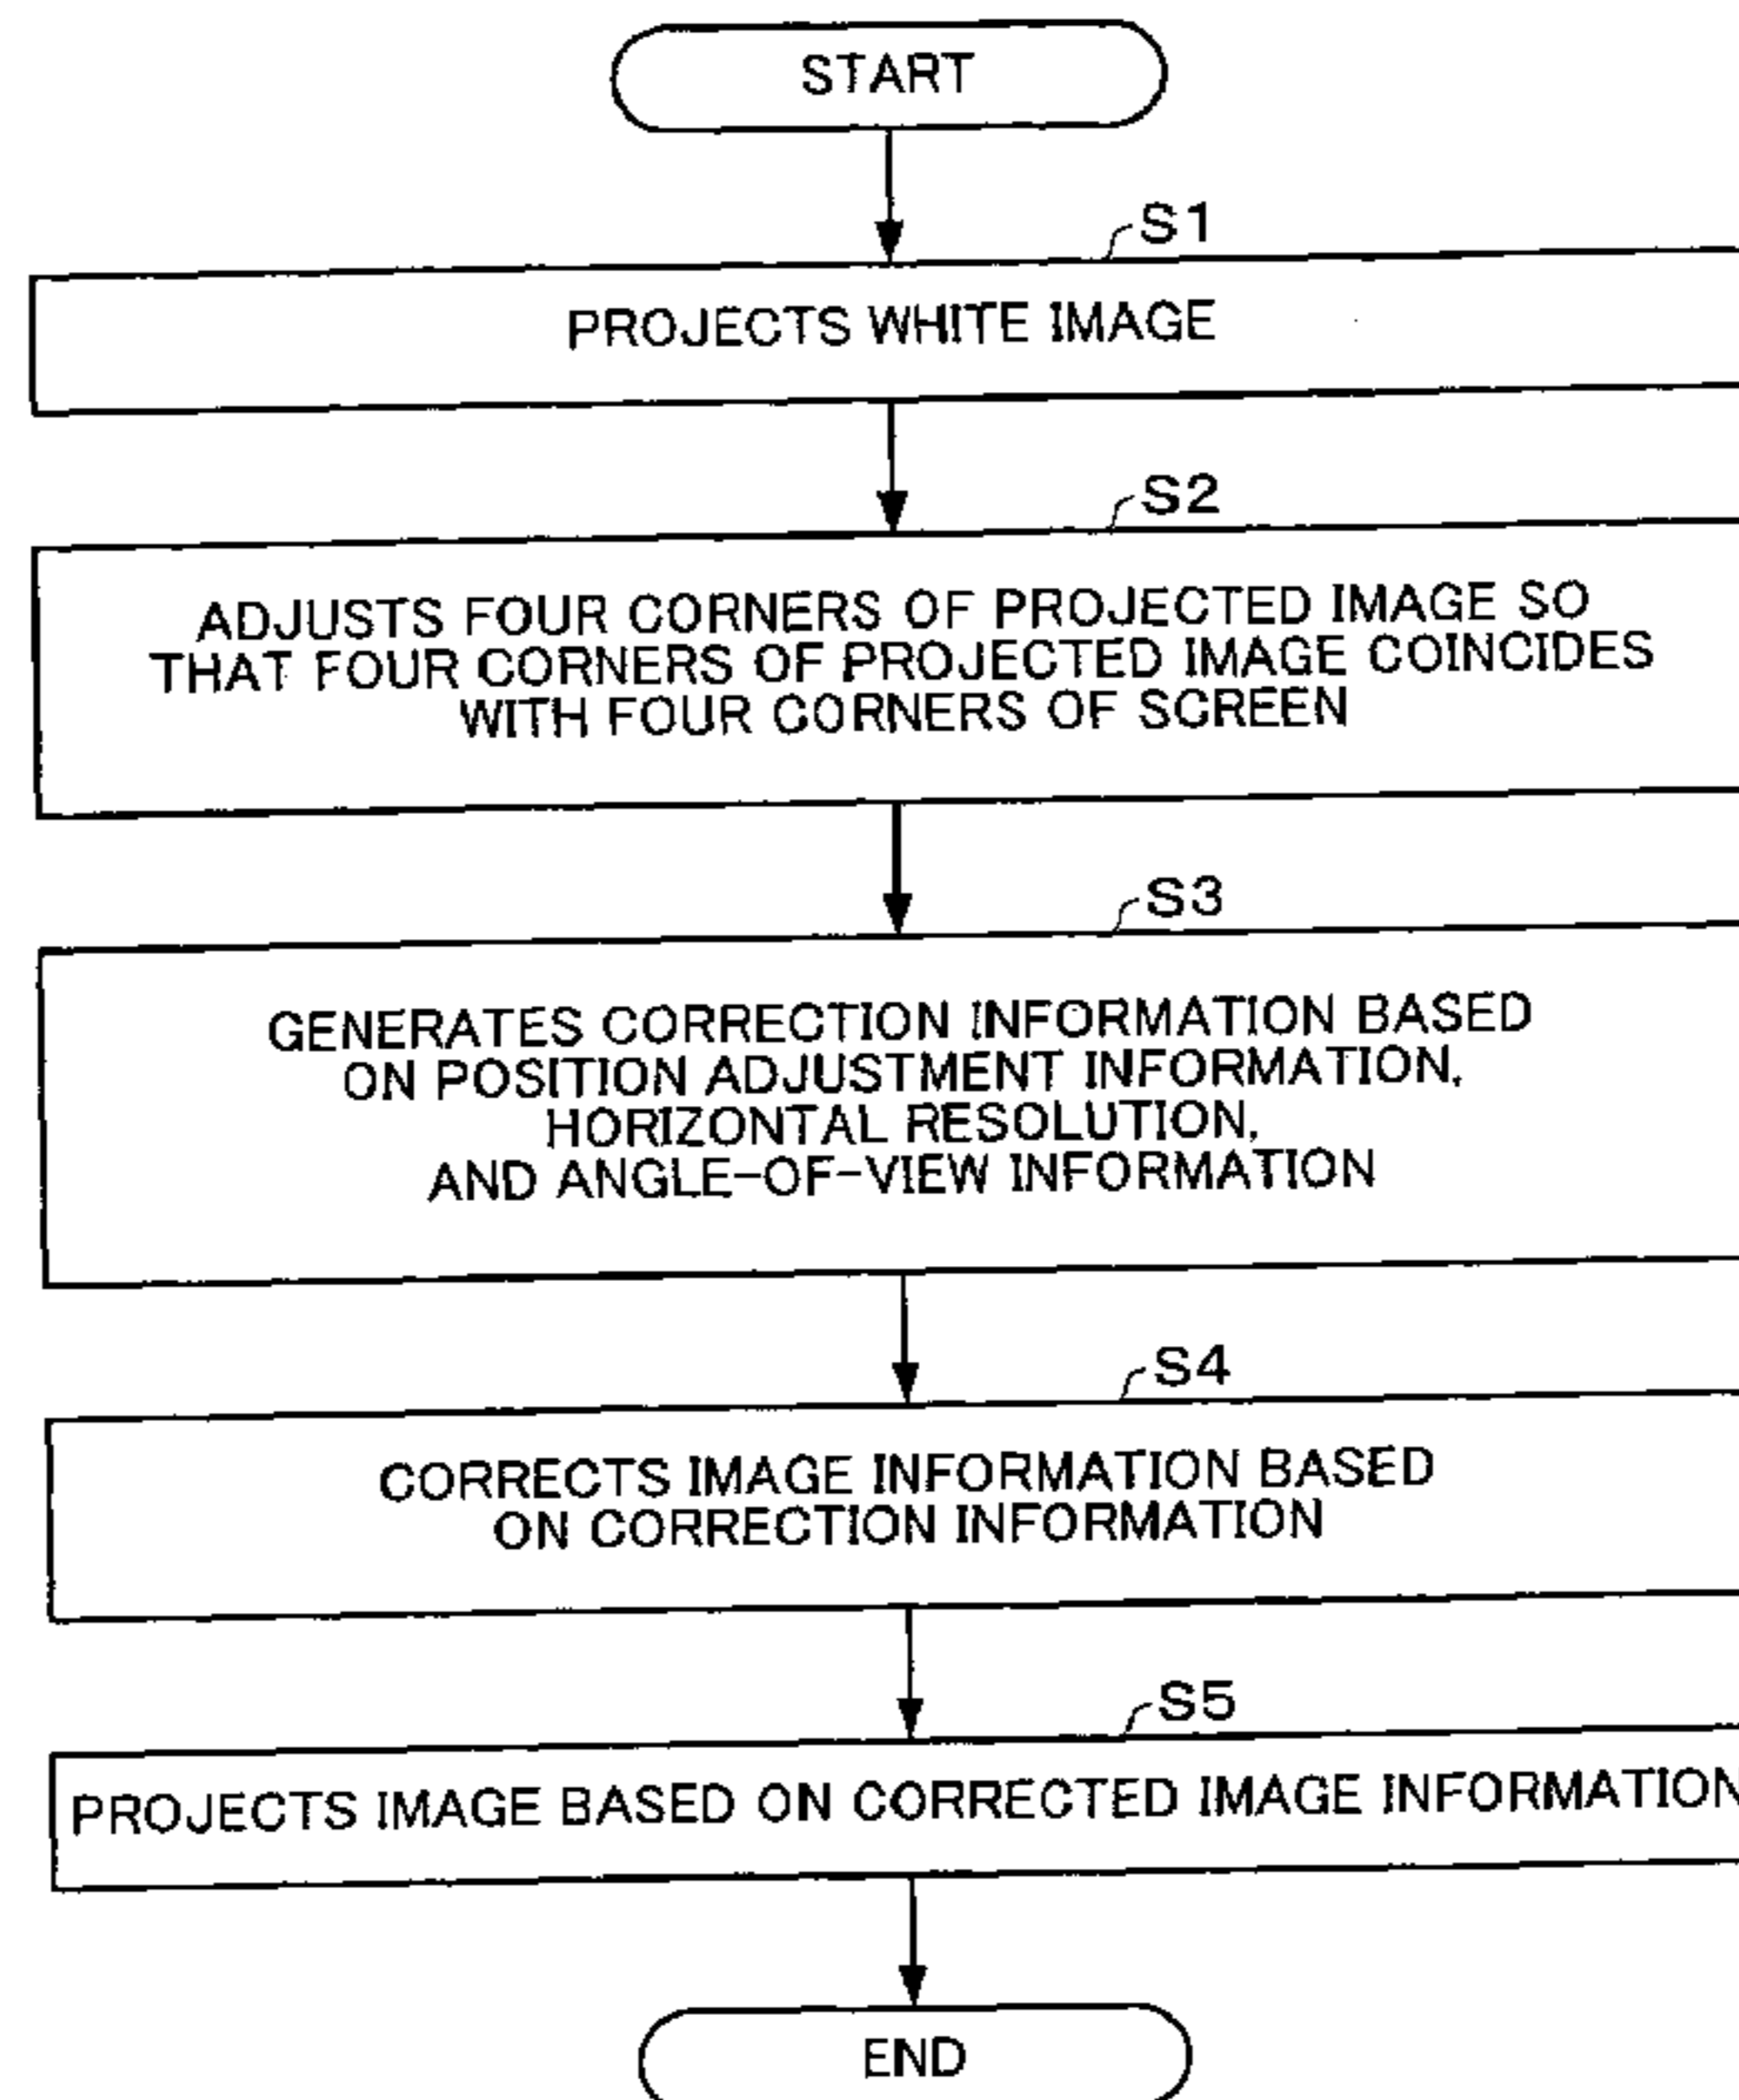 START
S1
PROJECTS WHITE IMAGE
S2
ADJUSTS FOUR CORNERS OF PROJECTED IMAGE SO
THAT FOUR CORNERS OF PROJECTED IMAGE COINCIDES
WITH FOUR CORNERS OF SCREEN
S3
GENERATES CORRECTION INFORMATION BASED
ON POSITION ADJUSTMENT INFORMATION,
HORIZONTAL RESOLUTION,
AND ANGLE-OF-VIEW INFORMATION
S4
CORRECTS IMAGE INFORMATION BASED
ON CORRECTION INFORMATION
S5
PROJECTS IMAGE BASED ON CORRECTED IMAGE INFORMATION
END